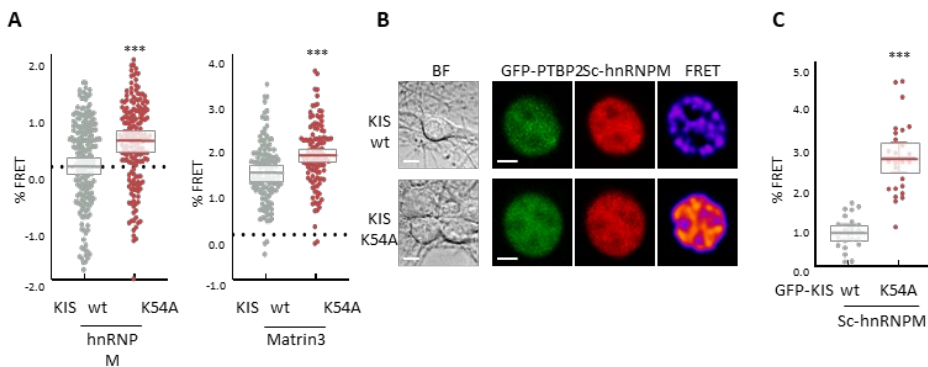 A
***
% FRET
2.0
1.0
0.0
-1.0
-2.0
KIS wt K54A
hnRNP
M
***
% FRET
4.0
3.0
2.0
1.0
0.0
-1.0
KIS wt K54A
Matrin3
B
BF GFP-PTBP2 Sc-hnRNPM FRET
KIS
wt
KIS
K54A
C
***
% FRET
5.0
4.0
3.0
2.0
1.0
0.0
GFP-KIS wt K54A
Sc-hnRNPM